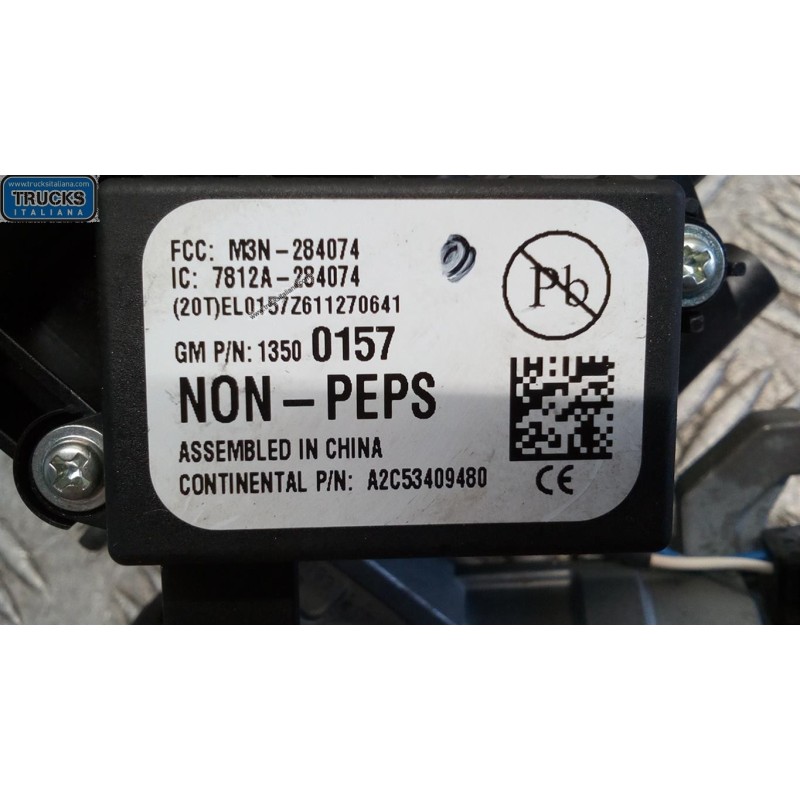 www.trucksitaliana.com
TRUCKS
ITALIANA
FCC: M3N-284074
IC: 7812A-284074
(20T)EL0157Z611270641
GM P/N: 1350 0157
NON-PEPS
ASSEMBLED IN CHINA
CONTINENTAL P/N: A2C53409480
Pb
CE